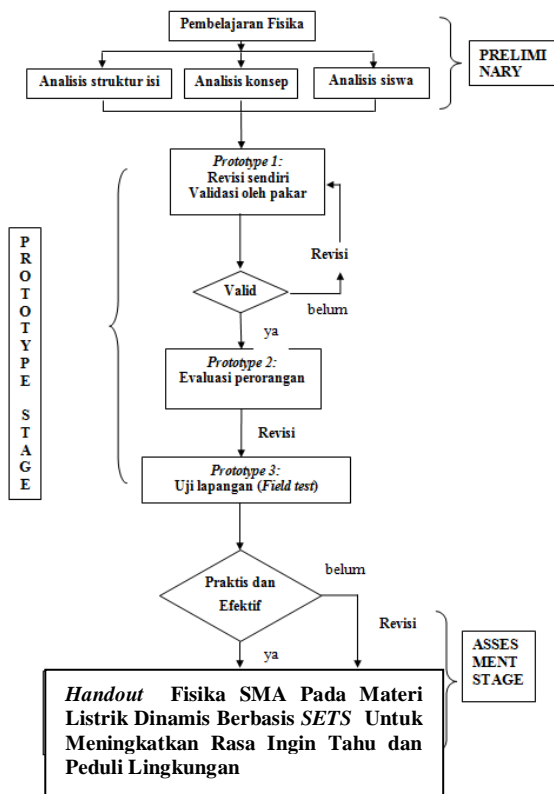 Pembelajaran Fisika
PRELIMI
NARY
Analisis struktur isi
Analisis konsep
Analisis siswa
Prototype 1:
Revisi sendiri
Validasi oleh pakar
Revisi
Valid
belum
ya
Prototype 2:
Evaluasi perorangan
Revisi
Prototype 3:
Uji lapangan (Field test)
P
R
O
T
O
T
Y
P
E
S
T
A
G
E
Praktis dan
Efektif
belum
Revisi
ya
ASSES
MENT
STAGE
Handout Fisika SMA Pada Materi
Listrik Dinamis Berbasis SETS Untuk
Meningkatkan Rasa Ingin Tahu dan
Peduli Lingkungan